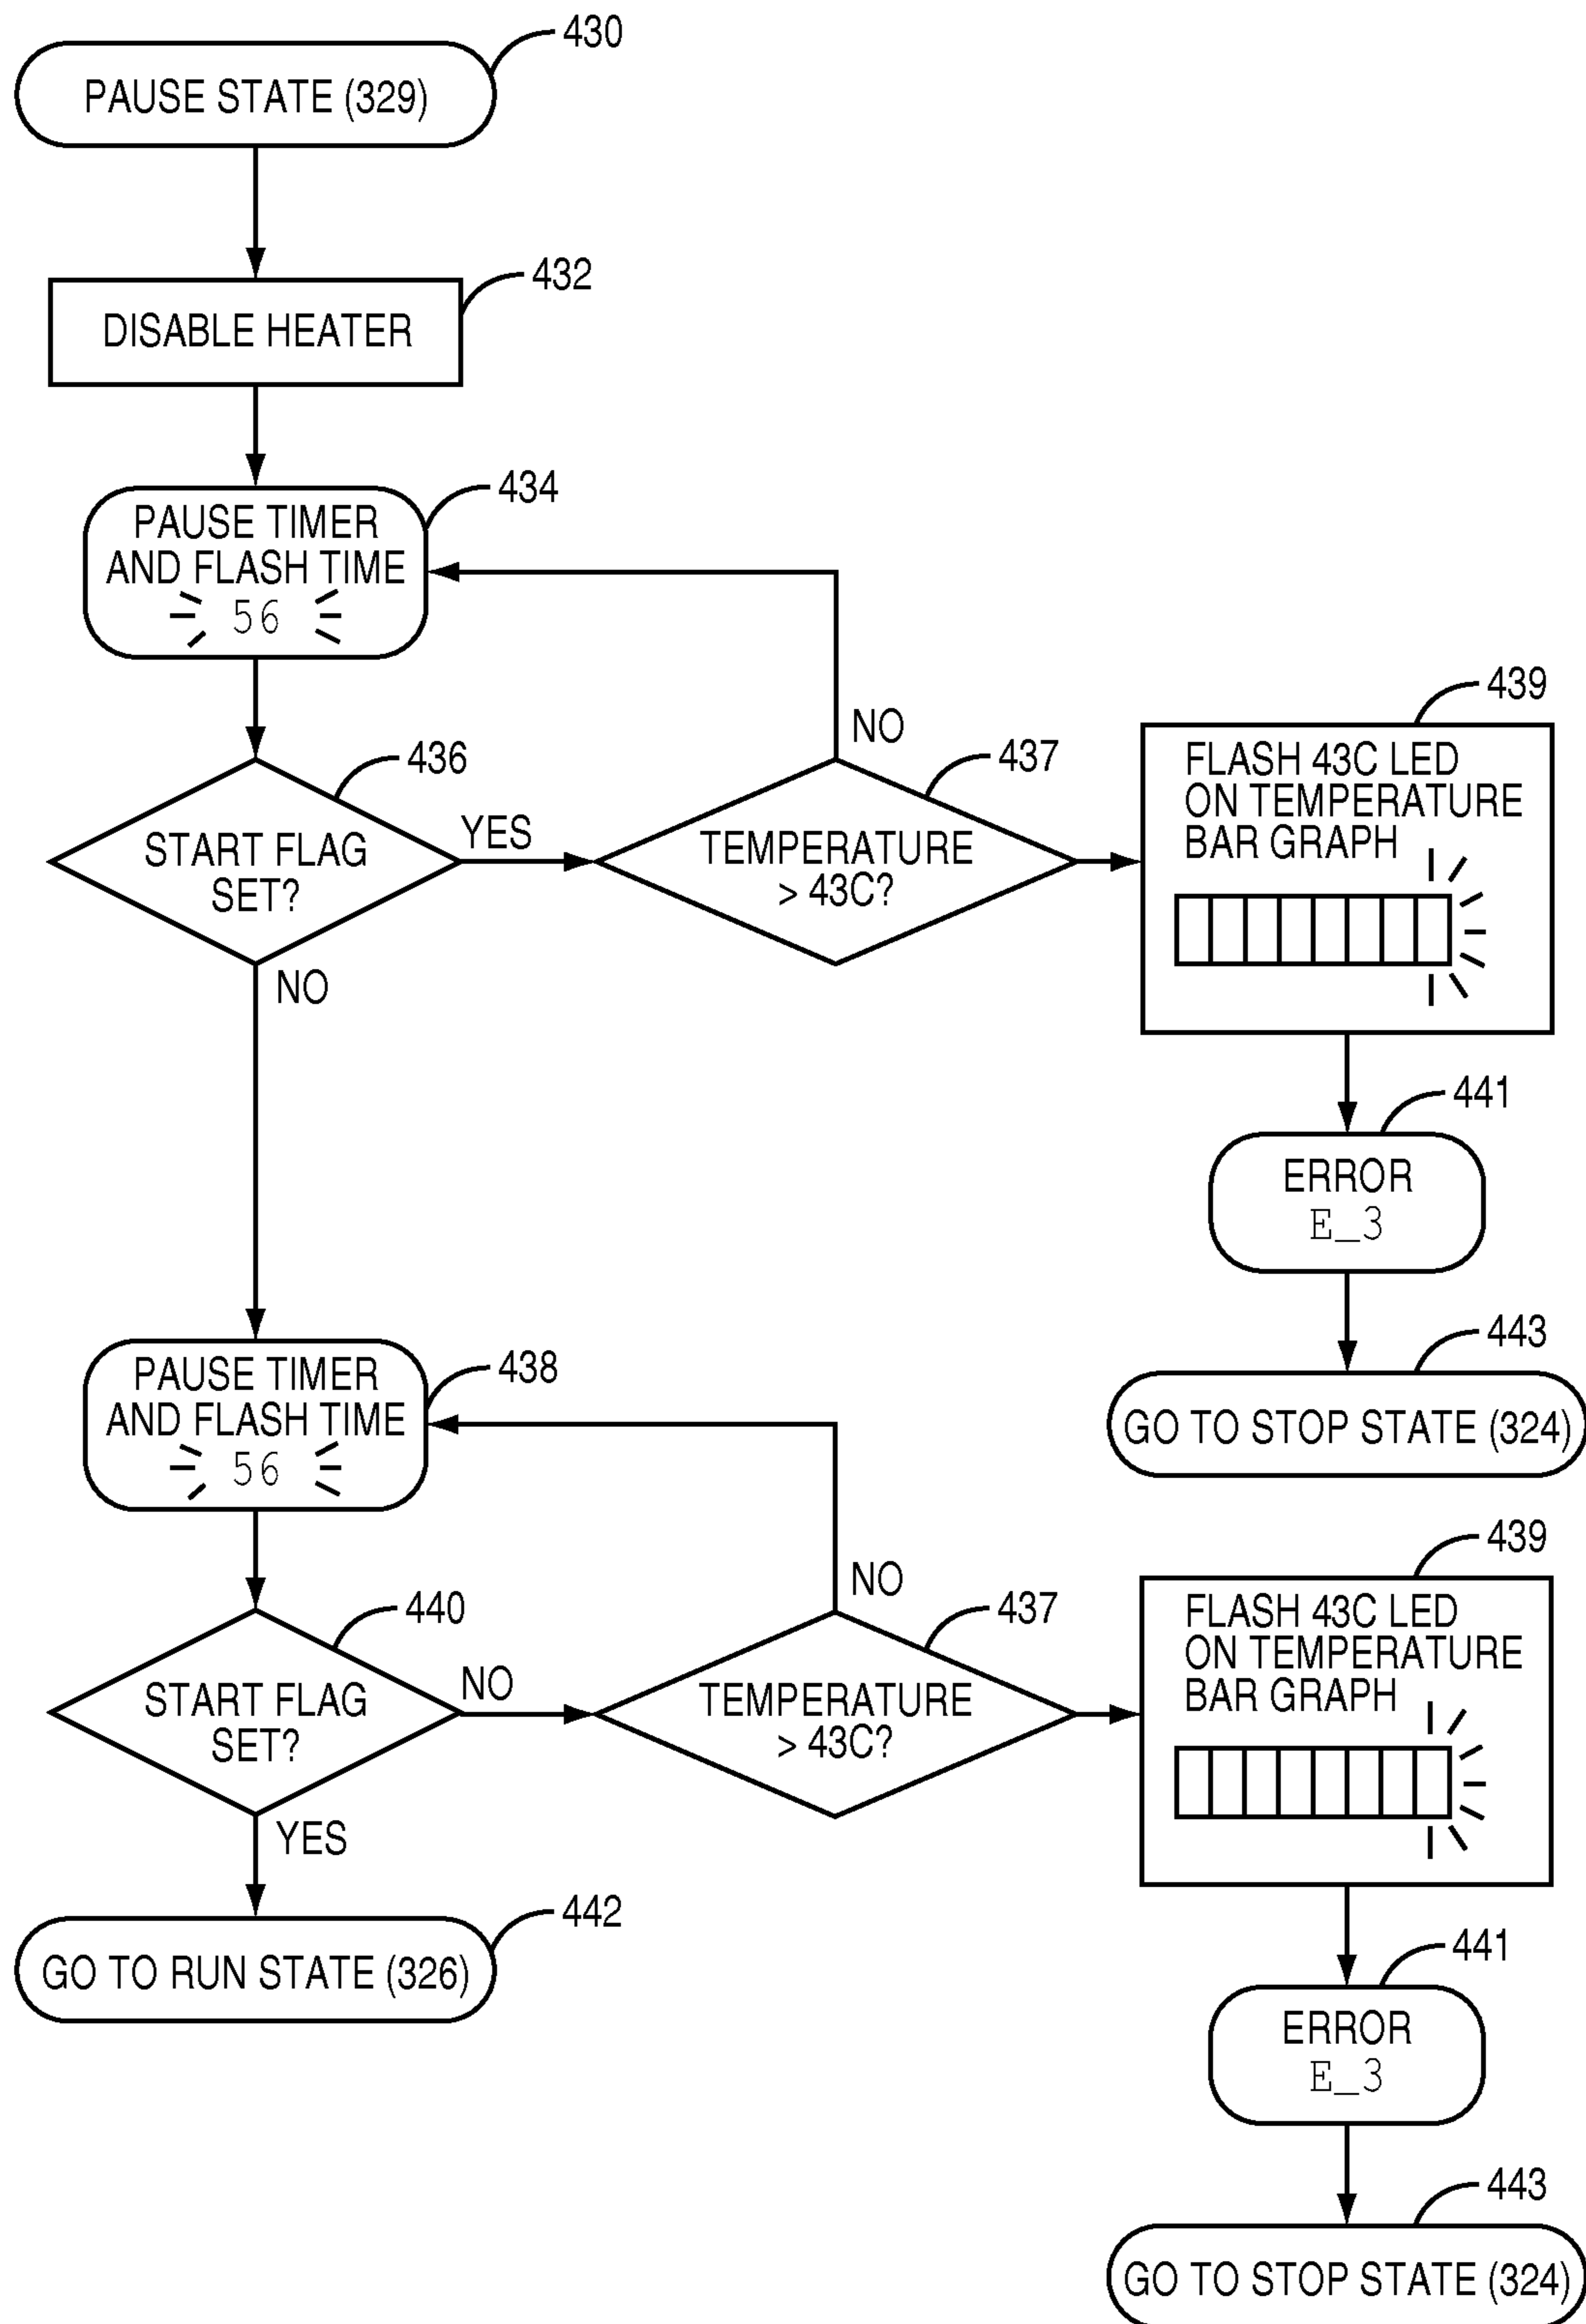 430
PAUSE STATE (329)
432
DISABLE HEATER
434
PAUSE TIMER
AND FLASH TIME
56
436
START FLAG
SET?
YES
NO
437
TEMPERATURE
> 43C?
NO
439
FLASH 43C LED
ON TEMPERATURE
BAR GRAPH
441
ERROR
E_3
443
GO TO STOP STATE (324)
438
PAUSE TIMER
AND FLASH TIME
56
440
START FLAG
SET?
NO
YES
437
TEMPERATURE
> 43C?
NO
439
FLASH 43C LED
ON TEMPERATURE
BAR GRAPH
442
GO TO RUN STATE (326)
441
ERROR
E_3
443
GO TO STOP STATE (324)